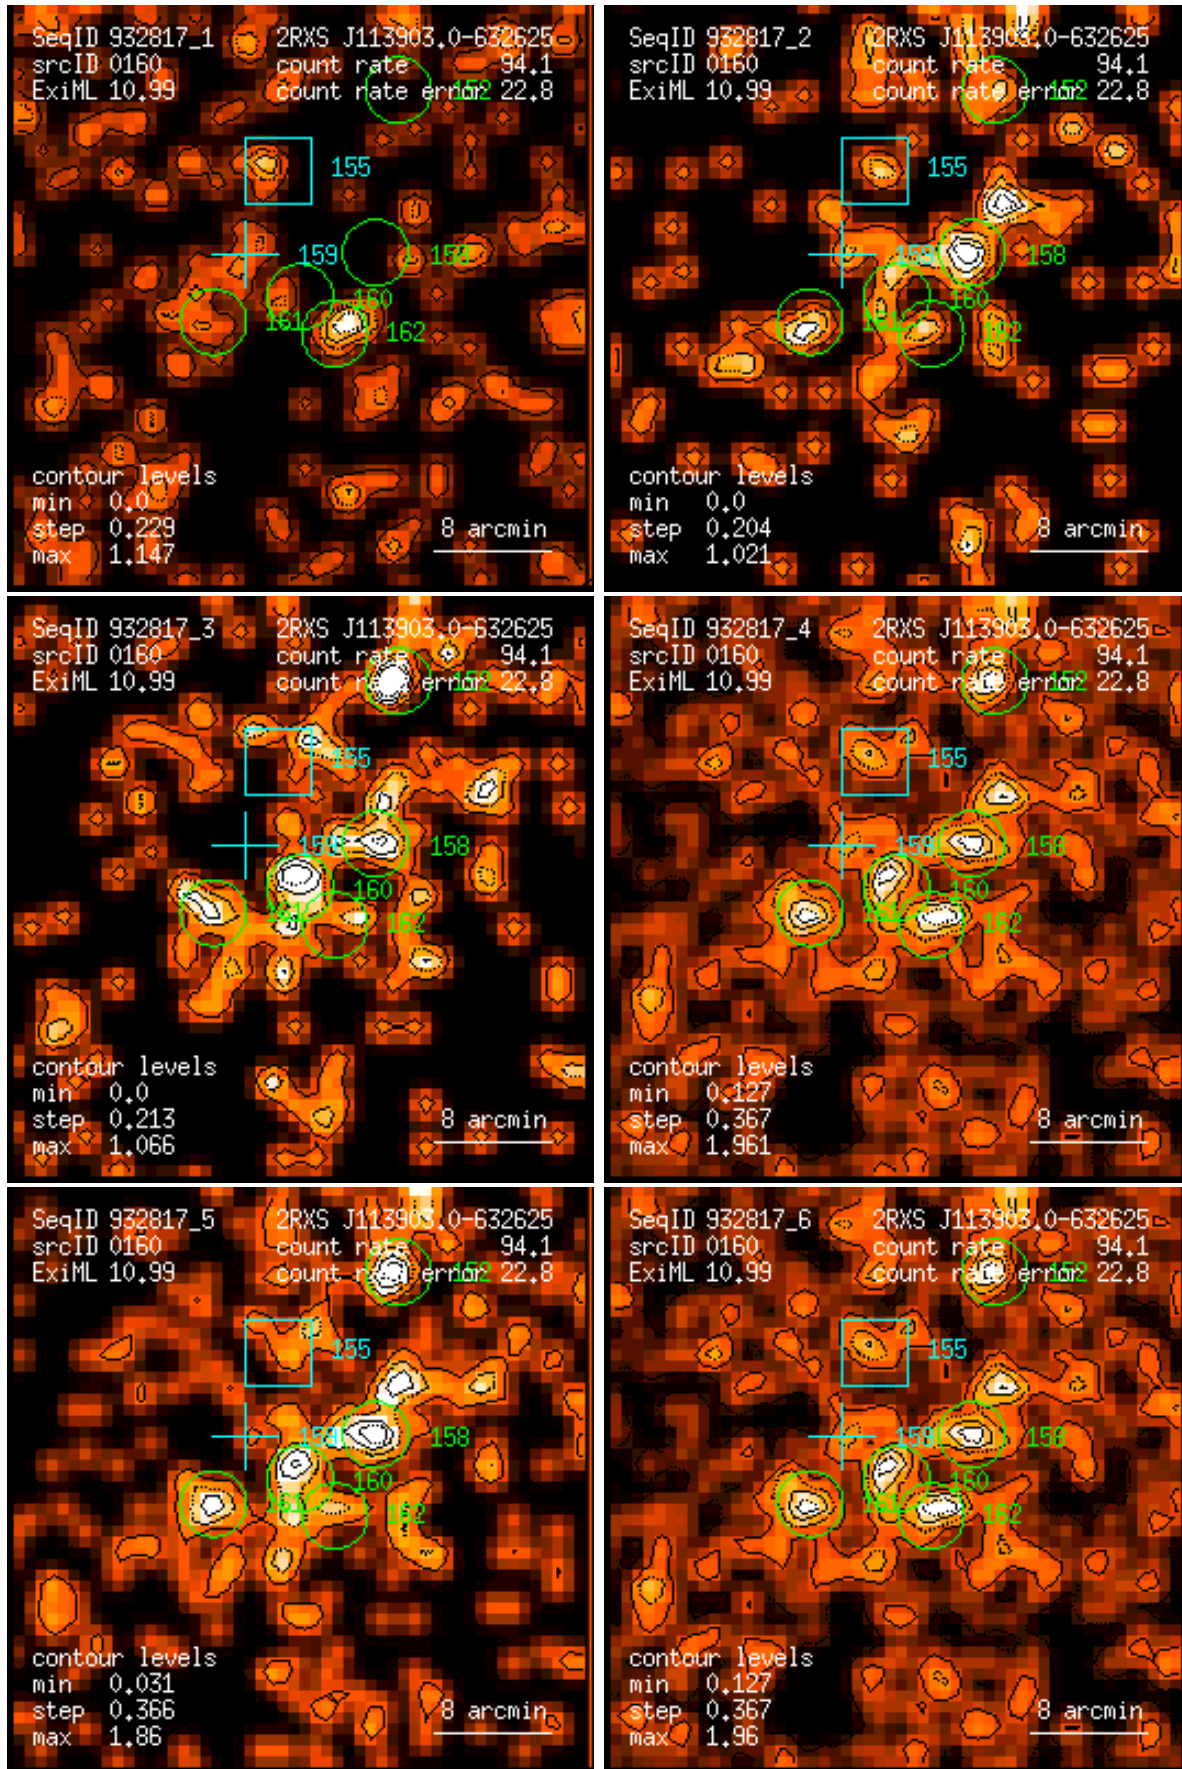 SeqID 932817_1 2RXS J113903.0-632625
srcID 0160 count rate 94.1
ExiML 10.99 count rate error 22.8
152
155
159 158
160
161 162
contour levels
min 0.0
step 0.229 8 arcmin
max 1.147
SeqID 932817_2 2RXS J113903.0-632625
srcID 0160 count rate 94.1
ExiML 10.99 count rate error 22.8
152
155
159 158
160
161 162
contour levels
min 0.0
step 0.204 8 arcmin
max 1.021
SeqID 932817_3 2RXS J113903.0-632625
srcID 0160 count rate 94.1
ExiML 10.99 count rate error 22.8
152
155
159 158
160
161 162
contour levels
min 0.0
step 0.213 8 arcmin
max 1.066
SeqID 932817_4 2RXS J113903.0-632625
srcID 0160 count rate 94.1
ExiML 10.99 count rate error 22.8
152
155
159 158
160
161 162
contour levels
min 0.127
step 0.367 8 arcmin
max 1.961
SeqID 932817_5 2RXS J113903.0-632625
srcID 0160 count rate 94.1
ExiML 10.99 count rate error 22.8
152
155
159 158
160
161 162
contour levels
min 0.031
step 0.366 8 arcmin
max 1.86
SeqID 932817_6 2RXS J113903.0-632625
srcID 0160 count rate 94.1
ExiML 10.99 count rate error 22.8
152
155
159 158
160
161 162
contour levels
min 0.127
step 0.367 8 arcmin
max 1.96